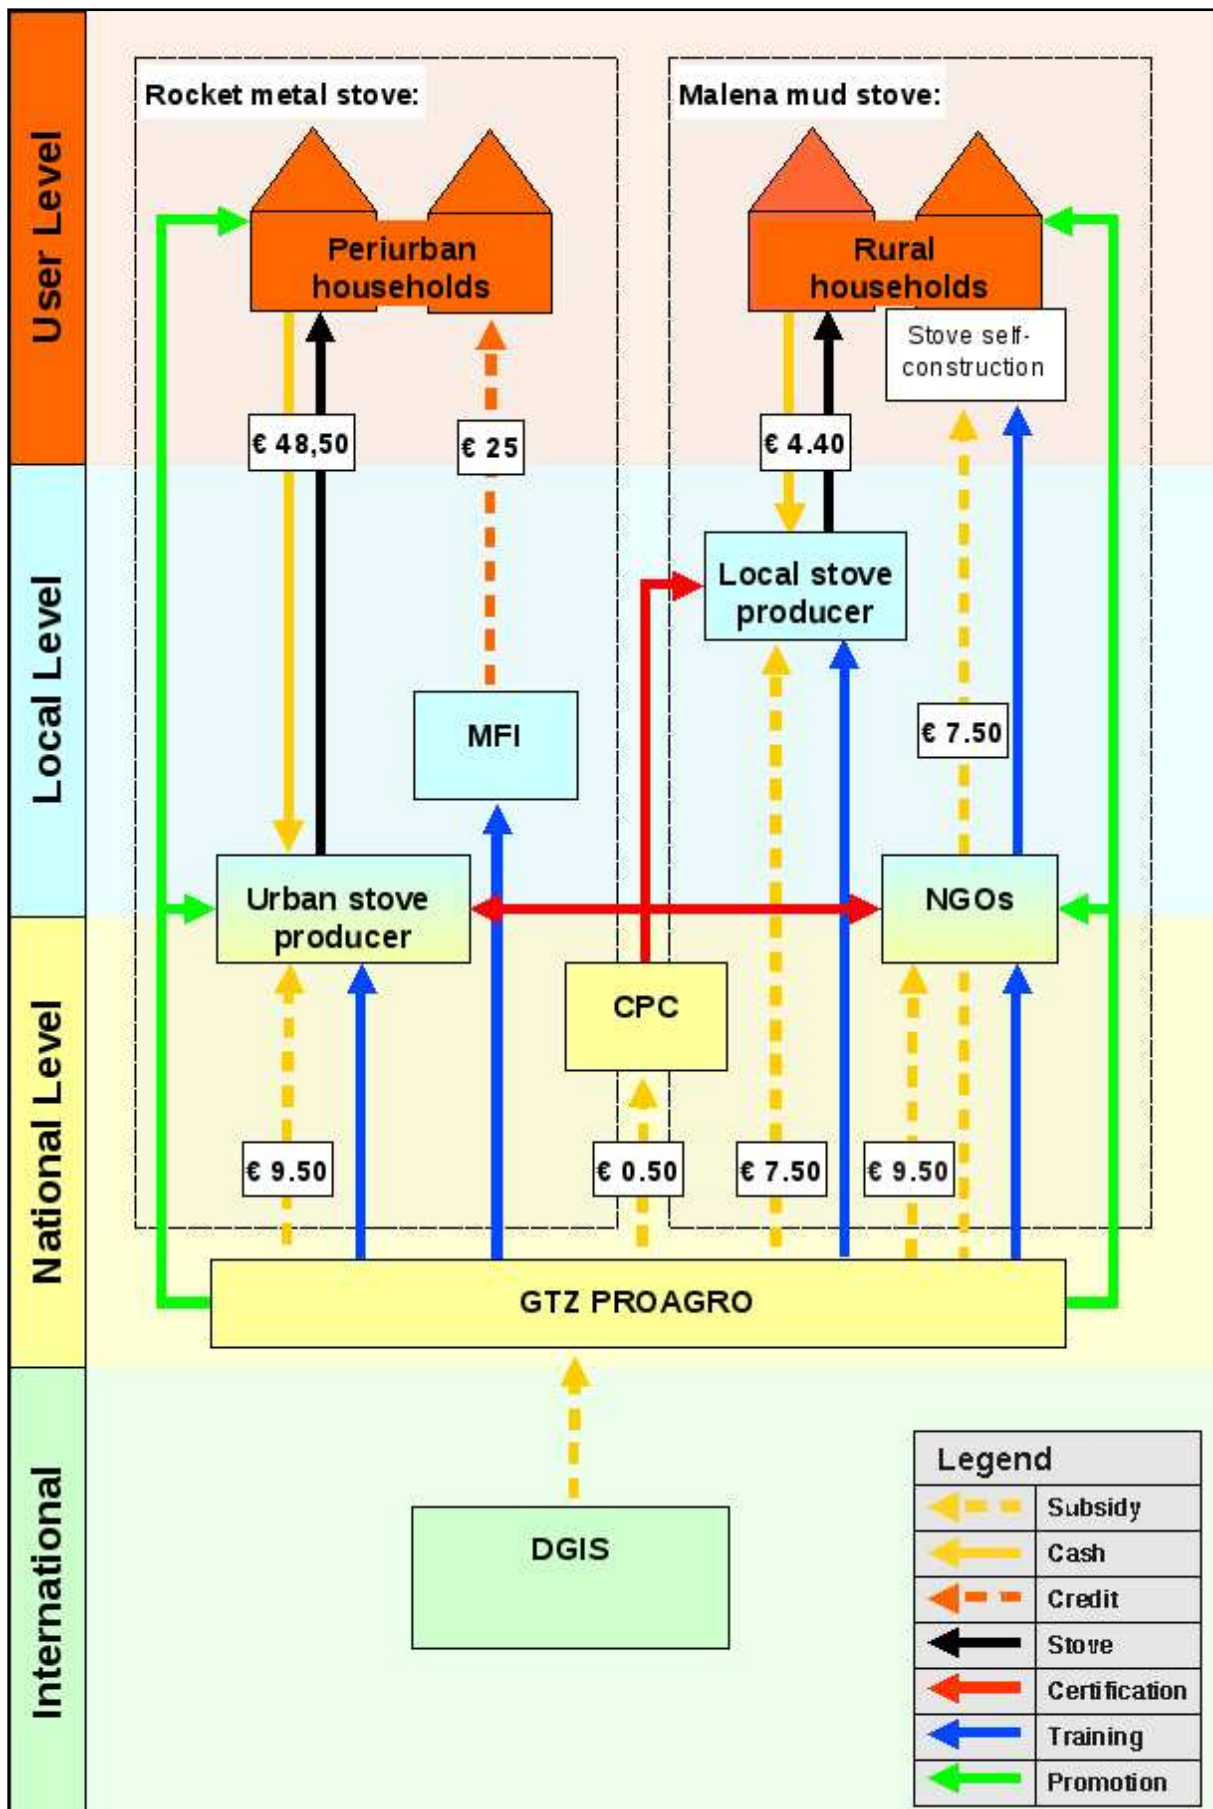 User Level
Rocket metal stove:
Malena mud stove:
Periurban
households
Rural
households
Stove self-
construction
€ 48,50
€ 25
€ 4.40
Local Level
Local stove
producer
MFI
€ 7.50
Urban stove
producer
NGOs
National Level
CPC
€ 9.50
€ 0.50
€ 7.50
€ 9.50
GTZ PROAGRO
International
DGIS
Legend
Subsidy
Cash
Credit
Stove
Certification
Training
Promotion